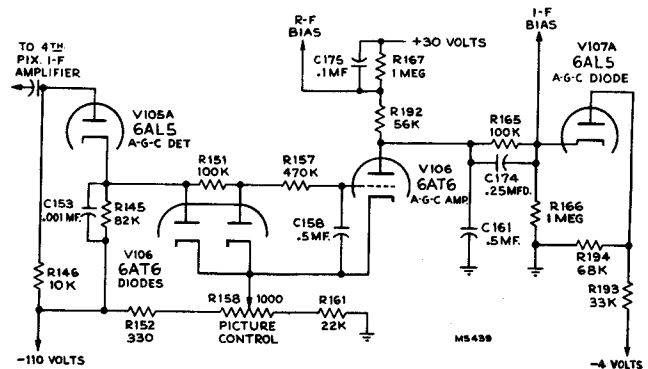 TO 4TH.
PIX. I-F
AMPLIFIER
V105A
6AL5
A-G-C DET
C153
.001MF.
R145
82K
R146
10K
-110 VOLTS
R151
100K
R157
470K
V106
6AT6
DIODES
C158
.5MF.
R152
330
R158
1000
PICTURE
CONTROL
R161
22K
R-F
BIAS
C175
.1MF
+30 VOLTS
R167
1 MEG
R192
56K
V106
6AT6
A-G-C AMP.
R165
100K
C174
.25MFD.
C161
.5MF.
I-F
BIAS
V107A
6AL5
A-G-C DIODE
R166
1 MEG
R194
68K
R193
33K
-4 VOLTS
MS439